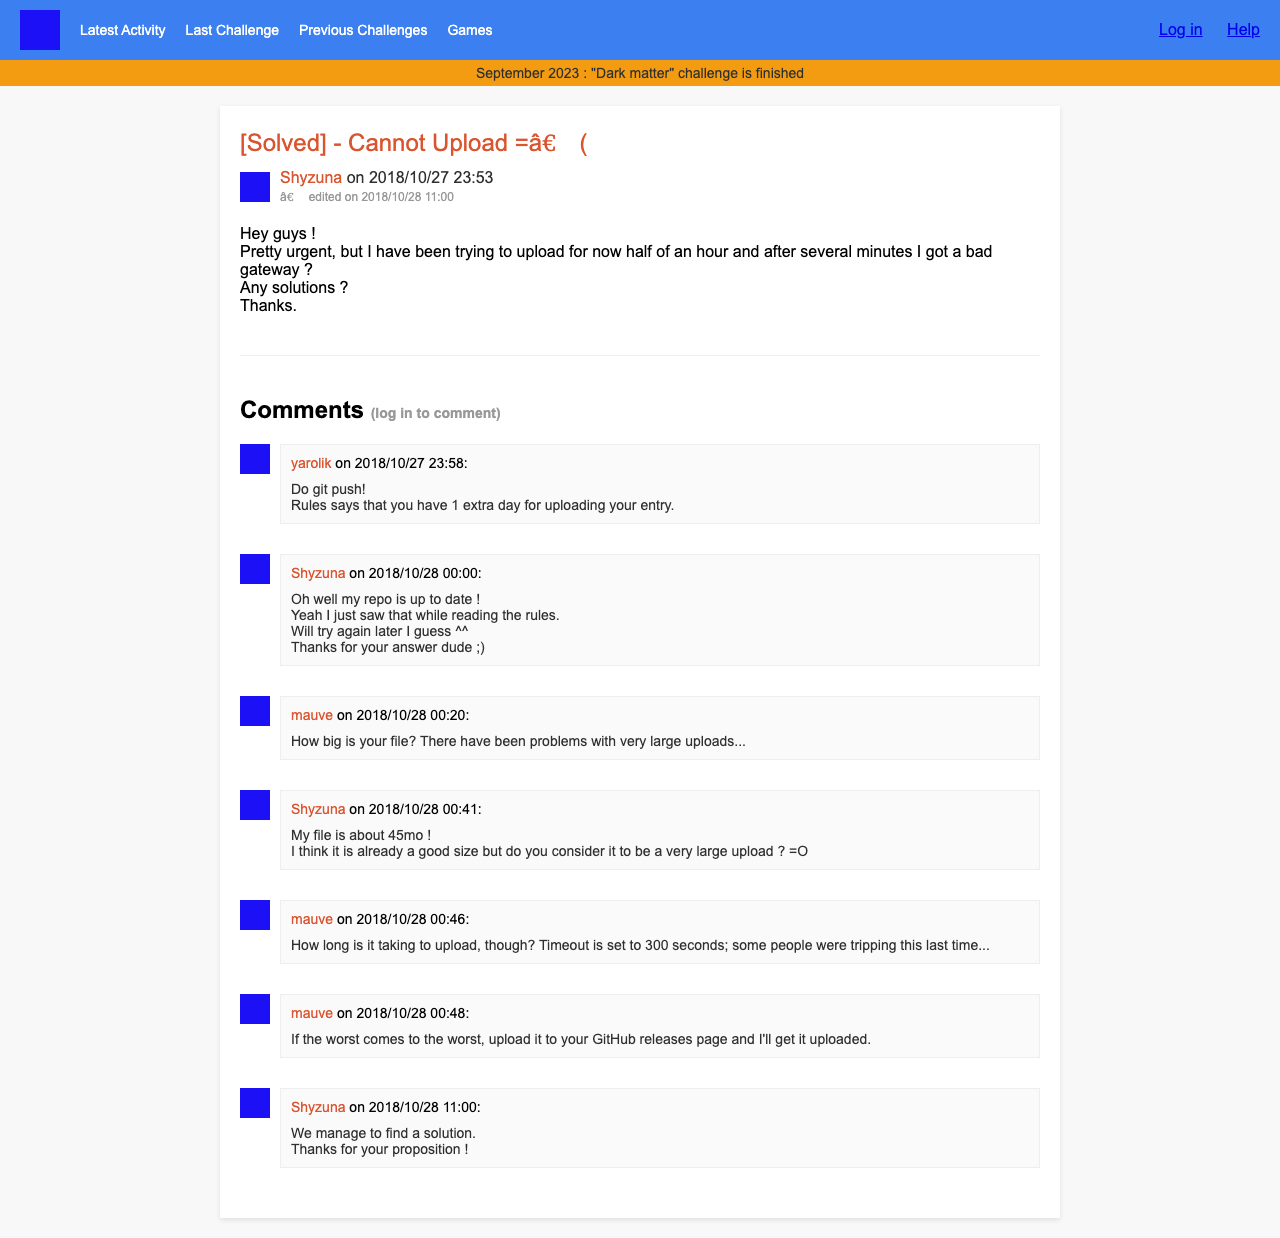 Latest Activity Last Challenge Previous Challenges Games Log in Help
September 2023 : "Dark matter" challenge is finished
[Solved] - Cannot Upload =â€ (
Shyzuna on 2018/10/27 23:53
â€ edited on 2018/10/28 11:00
Hey guys !
Pretty urgent, but I have been trying to upload for now half of an hour and after several minutes I got a bad
gateway ?
Any solutions ?
Thanks.
Comments (log in to comment)
yarolik on 2018/10/27 23:58:
Do git push!
Rules says that you have 1 extra day for uploading your entry.
Shyzuna on 2018/10/28 00:00:
Oh well my repo is up to date !
Yeah I just saw that while reading the rules.
Will try again later I guess ^^
Thanks for your answer dude ;)
mauve on 2018/10/28 00:20:
How big is your file? There have been problems with very large uploads...
Shyzuna on 2018/10/28 00:41:
My file is about 45mo !
I think it is already a good size but do you consider it to be a very large upload ? =O
mauve on 2018/10/28 00:46:
How long is it taking to upload, though? Timeout is set to 300 seconds; some people were tripping this last time...
mauve on 2018/10/28 00:48:
If the worst comes to the worst, upload it to your GitHub releases page and I'll get it uploaded.
Shyzuna on 2018/10/28 11:00:
We manage to find a solution.
Thanks for your proposition !